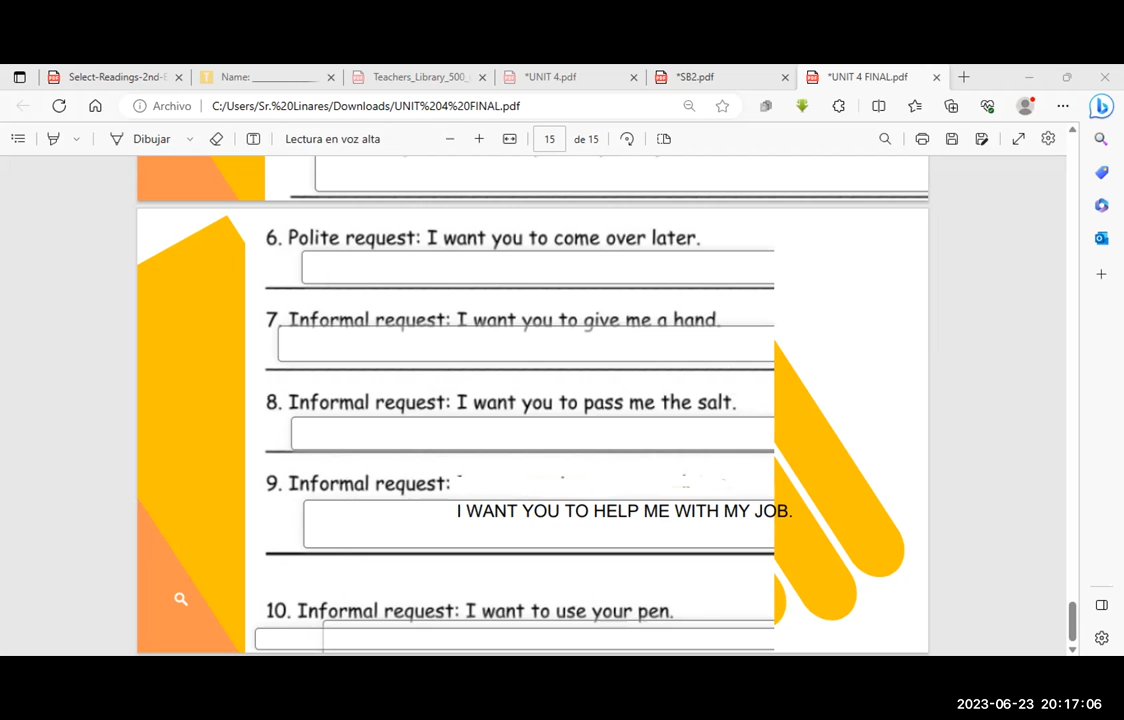 Select-Readings-2nd-E
Name: ____________
Teachers_Library_500_
*UNIT 4.pdf
*SB2.pdf
*UNIT 4 FINAL.pdf
Archivo
C:/Users/Sr.%20Linares/Downloads/UNIT%204%20FINAL.pdf
Dibujar
Lectura en voz alta
15
de 15
6. Polite request: I want you to come over later.
7. Informal request: I want you to give me a hand.
8. Informal request: I want you to pass me the salt.
9. Informal request:
I WANT YOU TO HELP ME WITH MY JOB.
10. Informal request: I want to use your pen.
2023-06-23 20:17:06